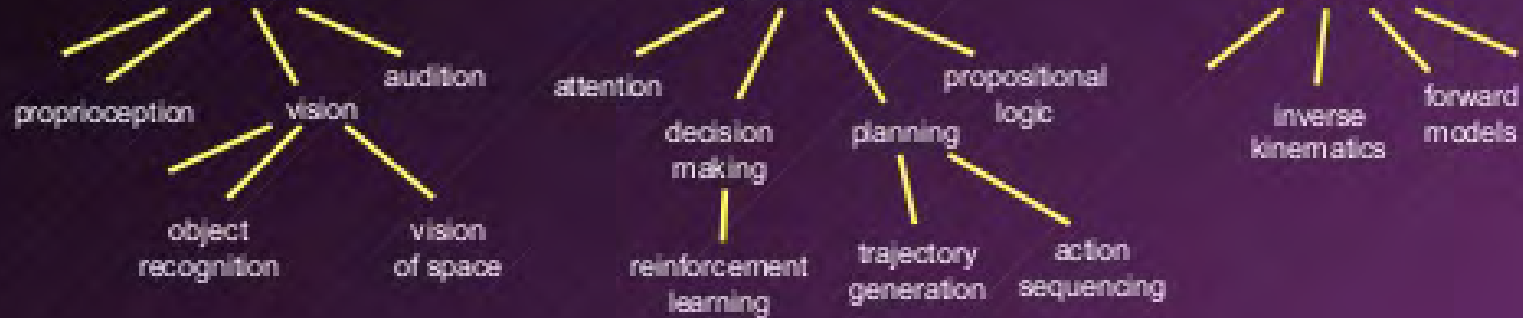 audition
proprioception
vision
object
recognition
vision
of space
attention
decision
making
reinforcement
learning
planning
trajectory
generation
action
sequencing
propositional
logic
inverse
kinematics
forward
models